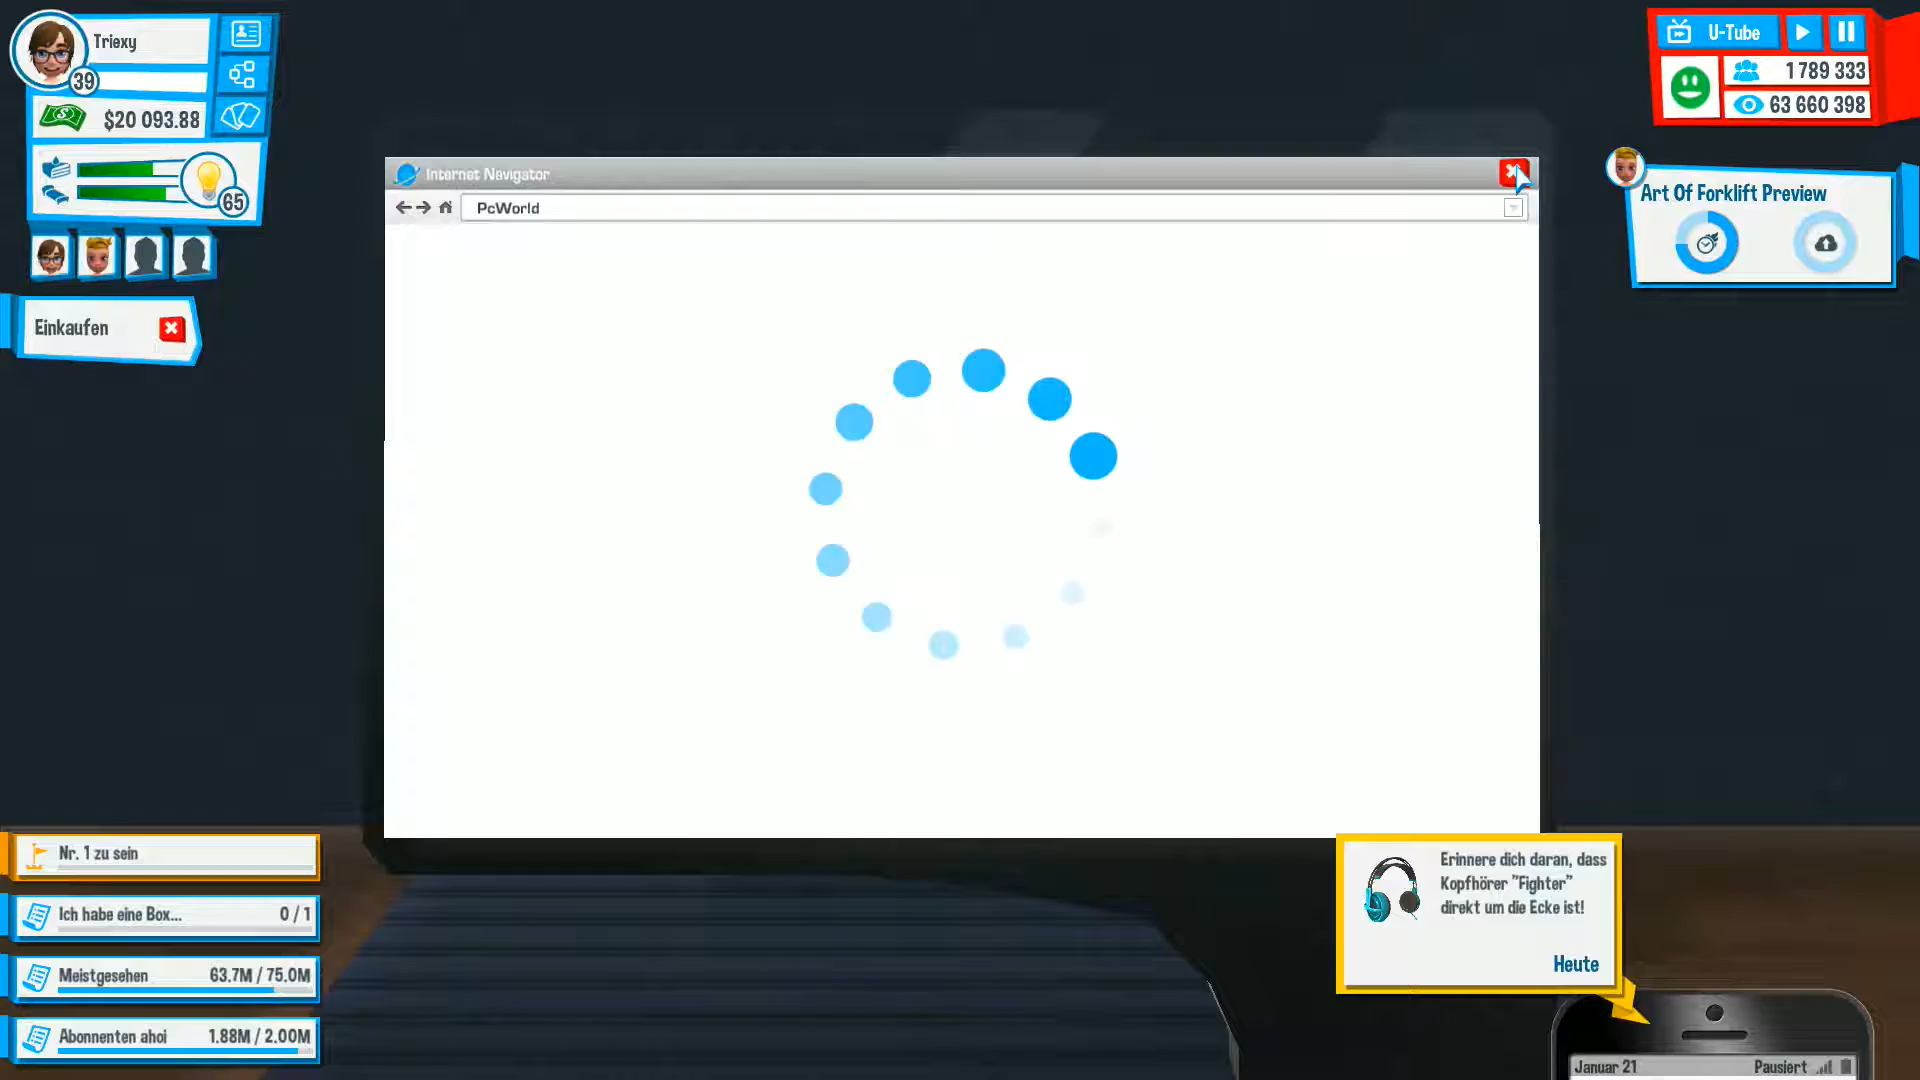 Triexy
39
$20 093.88
65
Einkaufen
Internet Navigator
PcWorld
U-Tube
1 789 333
63 660 398
Art Of Forklift Preview
Nr. 1 zu sein
Ich habe eine Box...
0 / 1
Meistgesehen
63.7M / 75.0M
Abonnenten ahoi
1.88M / 2.00M
Erinnere dich daran, dass
Kopfhörer "Fighter"
direkt um die Ecke ist!
Heute
Januar 21
Pausiert